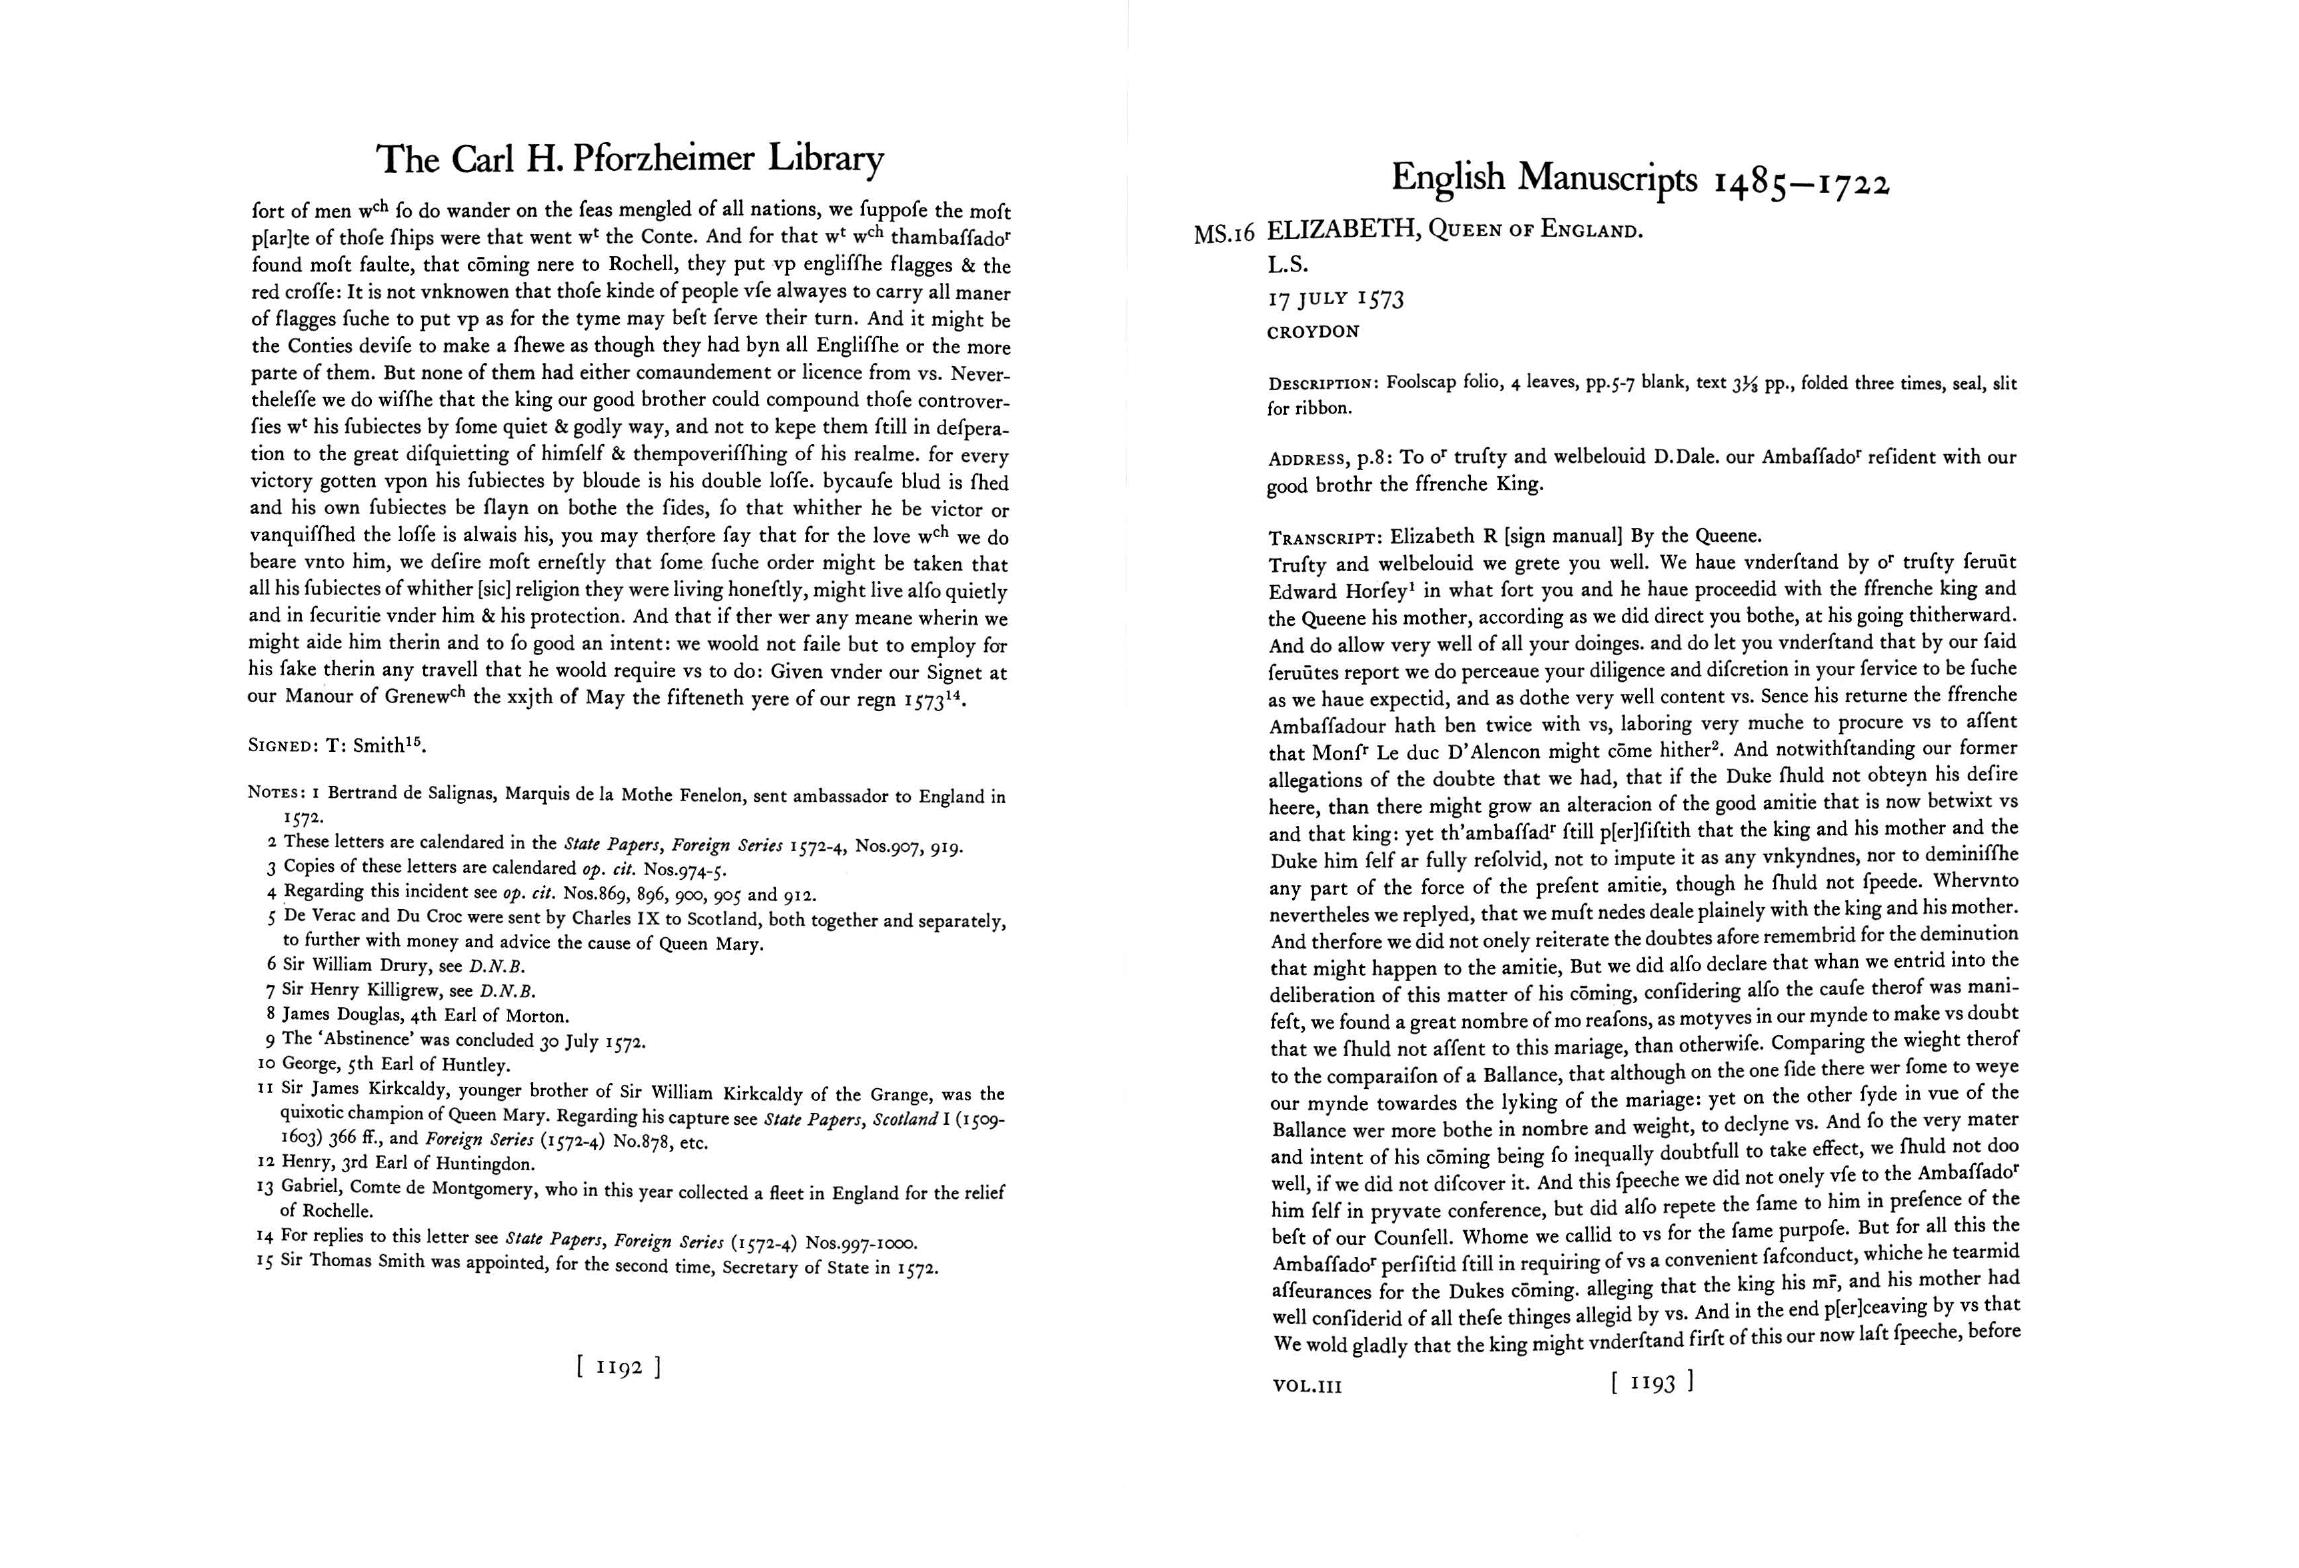 The Carl H. Pforzheimer Library
ſort of men wᶜʰ ſo do wander on the ſeas mengled of all nations, we ſuppoſe the moſt
p[ar]te of thoſe ſhips were that went wᵗ the Conte. And for that wᵗ wᶜʰ thambaſſadoʳ
found moſt faulte, that cōming nere to Rochell, they put vp engliſſhe flagges & the
red croſſe: It is not vnknowen that thoſe kinde of people vſe alwayes to carry all maner
of flagges ſuche to put vp as for the tyme may beſt ſerve their turn. And it might be
the Conties deviſe to make a ſhewe as though they had byn all Engliſſhe or the more
parte of them. But none of them had either comaundement or licence from vs. Never-
theleſſe we do wiſſhe that the king our good brother could compound thoſe controver-
ſies wᵗ his ſubiectes by ſome quiet & godly way, and not to kepe them ſtill in deſpera-
tion to the great diſquietting of himſelf & thempoveriſſhing of his realme. for every
victory gotten vpon his ſubiectes by bloude is his double loſſe. bycauſe blud is ſhed
and his own ſubiectes be ſlayn on bothe the ſides, ſo that whither he be victor or
vanquiſſhed the loſſe is alwais his, you may therfore ſay that for the love wᶜʰ we do
beare vnto him, we deſire moſt erneſtly that ſome ſuche order might be taken that
all his ſubiectes of whither [sic] religion they were living honeſtly, might live alſo quietly
and in ſecuritie vnder him & his protection. And that if ther wer any meane wherin we
might aide him therin and to ſo good an intent: we woold not faile but to employ for
his ſake therin any travell that he woold require vs to do: Given vnder our Signet at
our Manour of Grenewᶜʰ the xxjth of May the fifteneth yere of our regn 1573¹⁴.
SIGNED: T: Smith¹⁵.
NOTES: 1 Bertrand de Salignas, Marquis de la Mothe Fenelon, sent ambassador to England in
1572.
2 These letters are calendared in the State Papers, Foreign Series 1572-4, Nos.907, 919.
3 Copies of these letters are calendared op. cit. Nos.974-5.
4 Regarding this incident see op. cit. Nos.869, 896, 900, 905 and 912.
5 De Verac and Du Croc were sent by Charles IX to Scotland, both together and separately,
to further with money and advice the cause of Queen Mary.
6 Sir William Drury, see D.N.B.
7 Sir Henry Killigrew, see D.N.B.
8 James Douglas, 4th Earl of Morton.
9 The ‘Abstinence’ was concluded 30 July 1572.
10 George, 5th Earl of Huntley.
11 Sir James Kirkcaldy, younger brother of Sir William Kirkcaldy of the Grange, was the
quixotic champion of Queen Mary. Regarding his capture see State Papers, Scotland I (1509-
1603) 366 ff., and Foreign Series (1572-4) No.878, etc.
12 Henry, 3rd Earl of Huntingdon.
13 Gabriel, Comte de Montgomery, who in this year collected a fleet in England for the relief
of Rochelle.
14 For replies to this letter see State Papers, Foreign Series (1572-4) Nos.997-1000.
15 Sir Thomas Smith was appointed, for the second time, Secretary of State in 1572.
[ 1192 ]
English Manuscripts 1485–1722
MS.16 ELIZABETH, QUEEN OF ENGLAND.
L.S.
17 JULY 1573
CROYDON
DESCRIPTION: Foolscap folio, 4 leaves, pp.5-7 blank, text 3⅓ pp., folded three times, seal, slit
for ribbon.
ADDRESS, p.8: To oʳ truſty and welbelouid D.Dale. our Ambaſſadoʳ reſident with our
good brothr the ffrenche King.
TRANSCRIPT: Elizabeth R [sign manual] By the Queene.
Truſty and welbelouid we grete you well. We haue vnderſtand by oʳ truſty ſeruūt
Edward Horſey¹ in what ſort you and he haue proceedid with the ffrenche king and
the Queene his mother, according as we did direct you bothe, at his going thitherward.
And do allow very well of all your doinges. and do let you vnderſtand that by our ſaid
ſeruūtes report we do perceaue your diligence and diſcretion in your ſervice to be ſuche
as we haue expectid, and as dothe very well content vs. Sence his returne the ffrenche
Ambaſſadour hath ben twice with vs, laboring very muche to procure vs to aſſent
that Monſʳ Le duc D’Alencon might cōme hither². And notwithſtanding our former
allegations of the doubte that we had, that if the Duke ſhuld not obteyn his deſire
heere, than there might grow an alteracion of the good amitie that is now betwixt vs
and that king: yet th’ambaſſadʳ ſtill p[er]ſiſtith that the king and his mother and the
Duke him ſelf ar fully reſolvid, not to impute it as any vnkyndnes, nor to deminiſſhe
any part of the force of the preſent amitie, though he ſhuld not ſpeede. Whervnto
nevertheles we replyed, that we muſt nedes deale plainely with the king and his mother.
And therfore we did not onely reiterate the doubtes afore remembrid for the deminution
that might happen to the amitie, But we did alſo declare that whan we entrid into the
deliberation of this matter of his cōming, conſidering alſo the cauſe therof was mani-
feſt, we found a great nombre of mo reaſons, as motyves in our mynde to make vs doubt
that we ſhuld not aſſent to this mariage, than otherwiſe. Comparing the wieght therof
to the comparaiſon of a Ballance, that although on the one ſide there wer ſome to weye
our mynde towardes the lyking of the mariage: yet on the other ſyde in vue of the
Ballance wer more bothe in nombre and weight, to declyne vs. And ſo the very mater
and intent of his cōming being ſo inequally doubtfull to take effect, we ſhuld not doo
well, if we did not diſcover it. And this ſpeeche we did not onely vſe to the Ambaſſadoʳ
him ſelf in pryvate conference, but did alſo repete the ſame to him in preſence of the
beſt of our Counſell. Whome we callid to vs for the ſame purpoſe. But for all this the
Ambaſſadoʳ perſiſtid ſtill in requiring of vs a convenient ſafconduct, whiche he tearmid
aſſeurances for the Dukes cōming. alleging that the king his mr̄, and his mother had
well conſiderid of all theſe thinges allegid by vs. And in the end p[er]ceaving by vs that
We wold gladly that the king might vnderſtand firſt of this our now laſt ſpeeche, before
VOL.III
[ 1193 ]